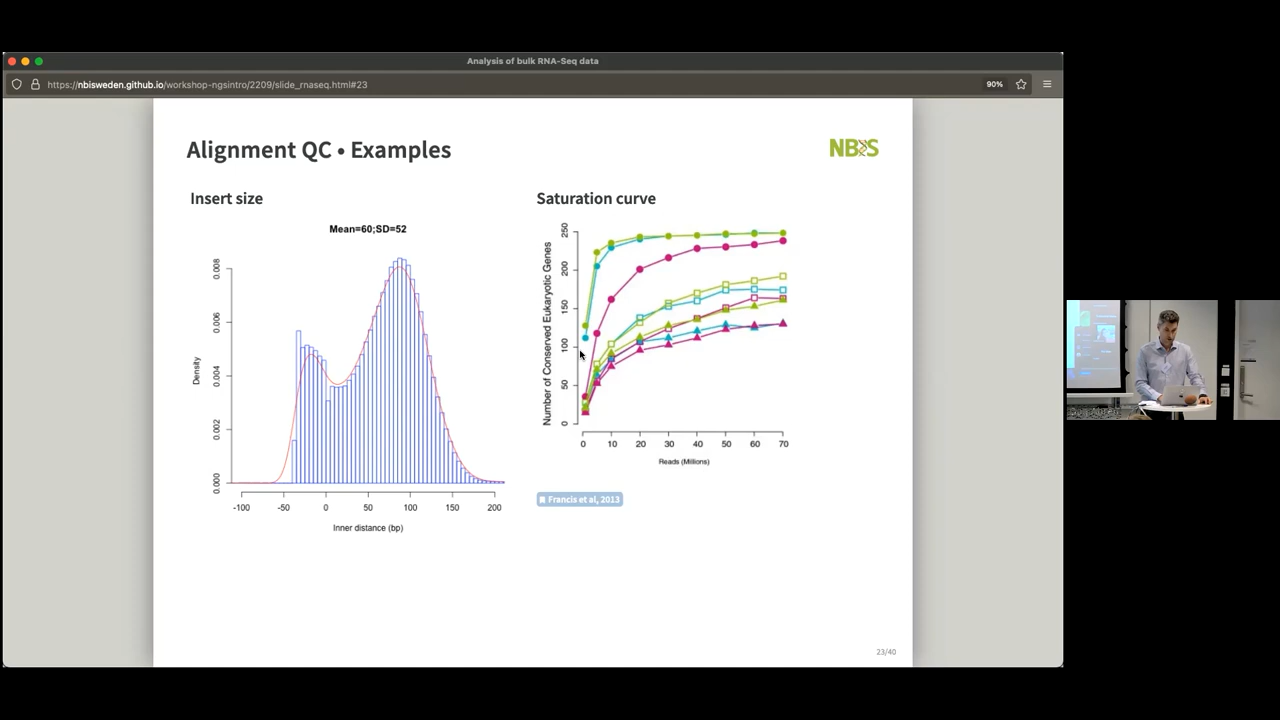 Analysis of bulk RNA-Seq data
https://nbisweden.github.io/workshop-ngsintro/2209/slide_rnaseq.html#23
90%
Alignment QC • Examples
NBIS
Insert size
Mean=60;SD=52
Density
0.000
0.002
0.004
0.006
0.008
-100
-50
0
50
100
150
200
Inner distance (bp)
Saturation curve
Number of Conserved Eukaryotic Genes
0
50
100
150
200
250
0
10
20
30
40
50
60
70
Reads (Millions)
Francis et al, 2013
23/40